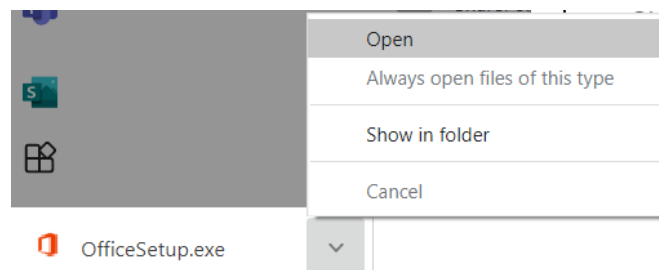 Open
Always open files of this type
S
Show in folder
Cancel
OfficeSetup.exe